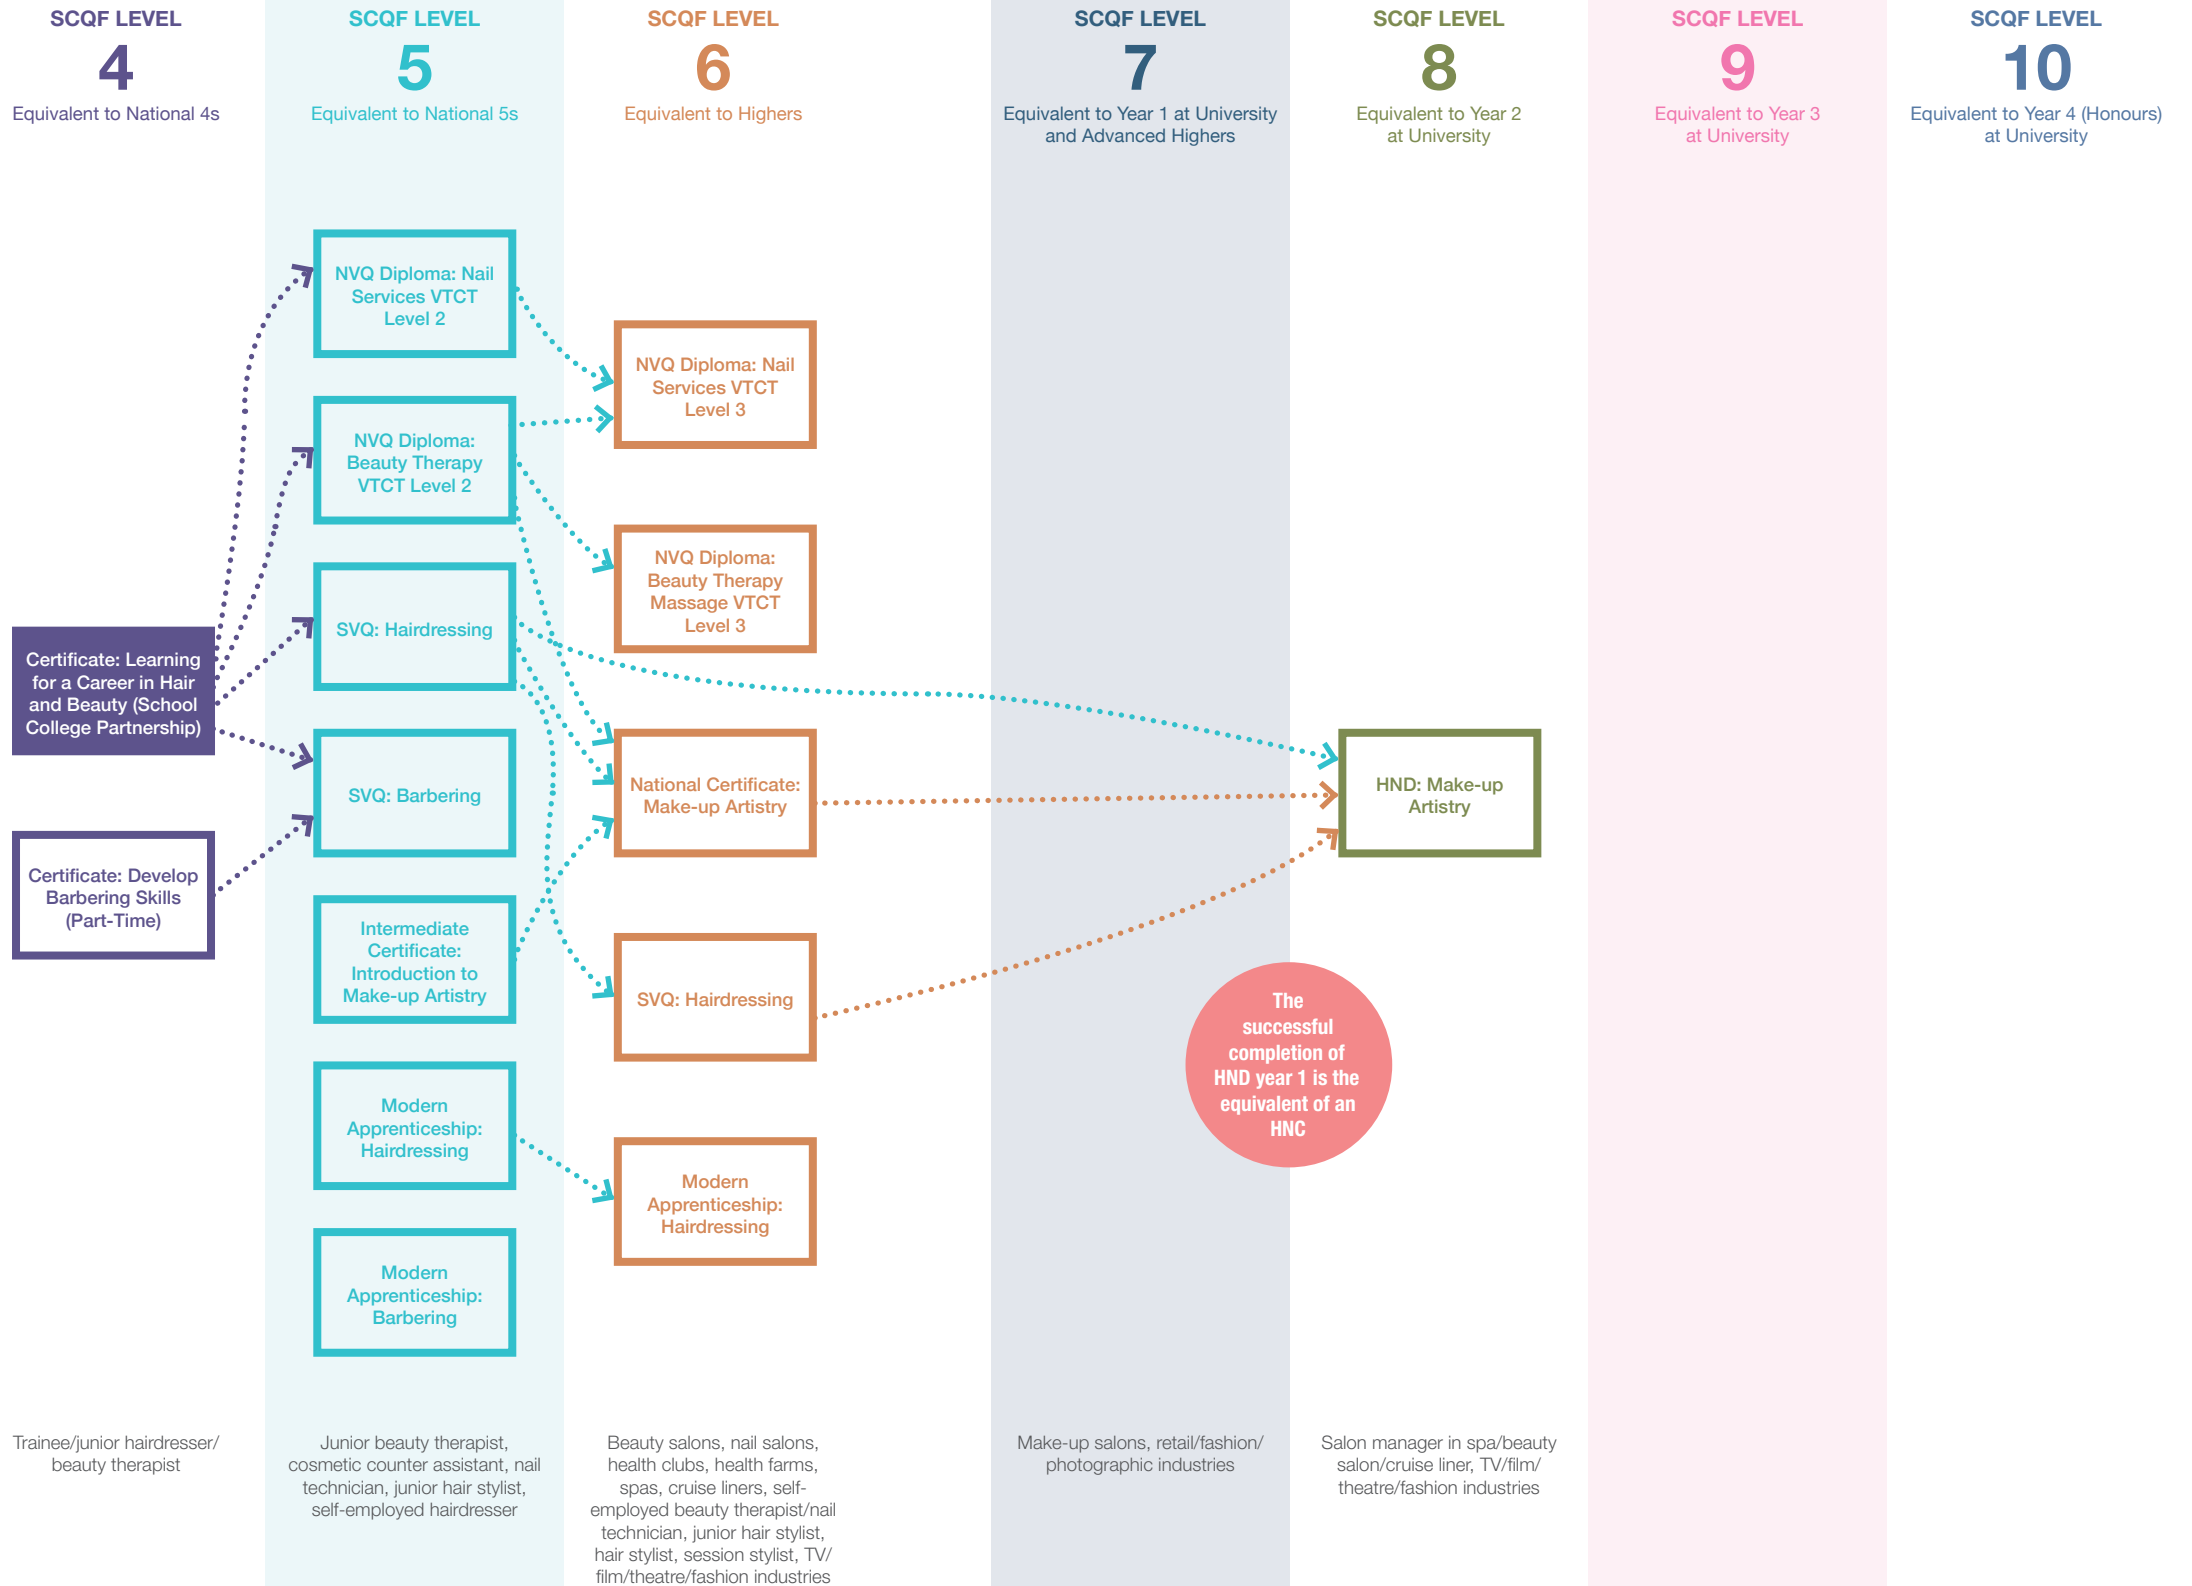 SCQF LEVEL
4
Equivalent to National 4s
SCQF LEVEL
5
Equivalent to National 5s
SCQF LEVEL
6
Equivalent to Highers
SCQF LEVEL
7
Equivalent to Year 1 at University
and Advanced Highers
SCQF LEVEL
8
Equivalent to Year 2
at University
SCQF LEVEL
9
Equivalent to Year 3
at University
SCQF LEVEL
10
Equivalent to Year 4 (Honours)
at University
Certificate: Learning
for a Career in Hair
and Beauty (School
College Partnership)
Certificate: Develop
Barbering Skills
(Part-Time)
NVQ Diploma: Nail
Services VTCT
Level 2
NVQ Diploma:
Beauty Therapy
VTCT Level 2
SVQ: Hairdressing
SVQ: Barbering
Intermediate
Certificate:
Introduction to
Make-up Artistry
Modern
Apprenticeship:
Hairdressing
Modern
Apprenticeship:
Barbering
NVQ Diploma: Nail
Services VTCT
Level 3
NVQ Diploma:
Beauty Therapy
Massage VTCT
Level 3
National Certificate:
Make-up Artistry
SVQ: Hairdressing
Modern
Apprenticeship:
Hairdressing
HND: Make-up
Artistry
The
successful
completion of
HND year 1 is the
equivalent of an
HNC
Trainee/junior hairdresser/
beauty therapist
Junior beauty therapist,
cosmetic counter assistant, nail
technician, junior hair stylist,
self-employed hairdresser
Beauty salons, nail salons,
health clubs, health farms,
spas, cruise liners, self-
employed beauty therapist/nail
technician, junior hair stylist,
hair stylist, session stylist, TV/
film/theatre/fashion industries
Make-up salons, retail/fashion/
photographic industries
Salon manager in spa/beauty
salon/cruise liner, TV/film/
theatre/fashion industries